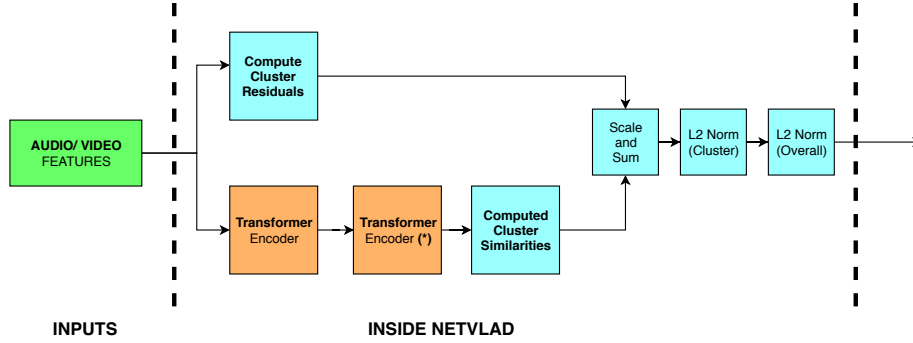 Compute
Cluster
Residuals
AUDIO/ VIDEO
FEATURES
Scale
and
Sum
L2 Norm
(Cluster)
L2 Norm
(Overall)
Transformer
Encoder
Transformer
Encoder (*)
Computed
Cluster
Similarities
INPUTS
INSIDE NETVLAD